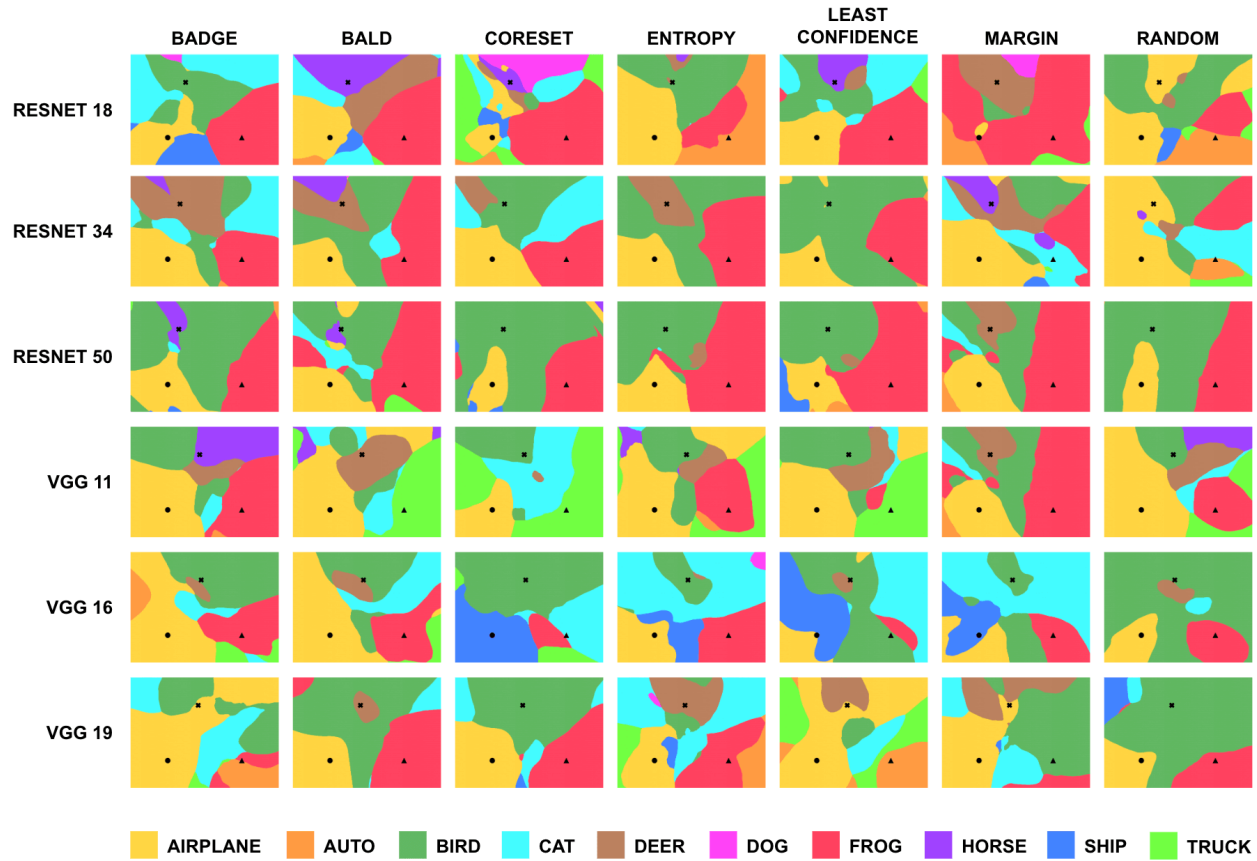 BADGE BALD CORESET ENTROPY LEAST CONFIDENCE MARGIN RANDOM
RESNET 18
RESNET 34
RESNET 50
VGG 11
VGG 16
VGG 19
AIRPLANE AUTO BIRD CAT DEER DOG FROG HORSE SHIP TRUCK